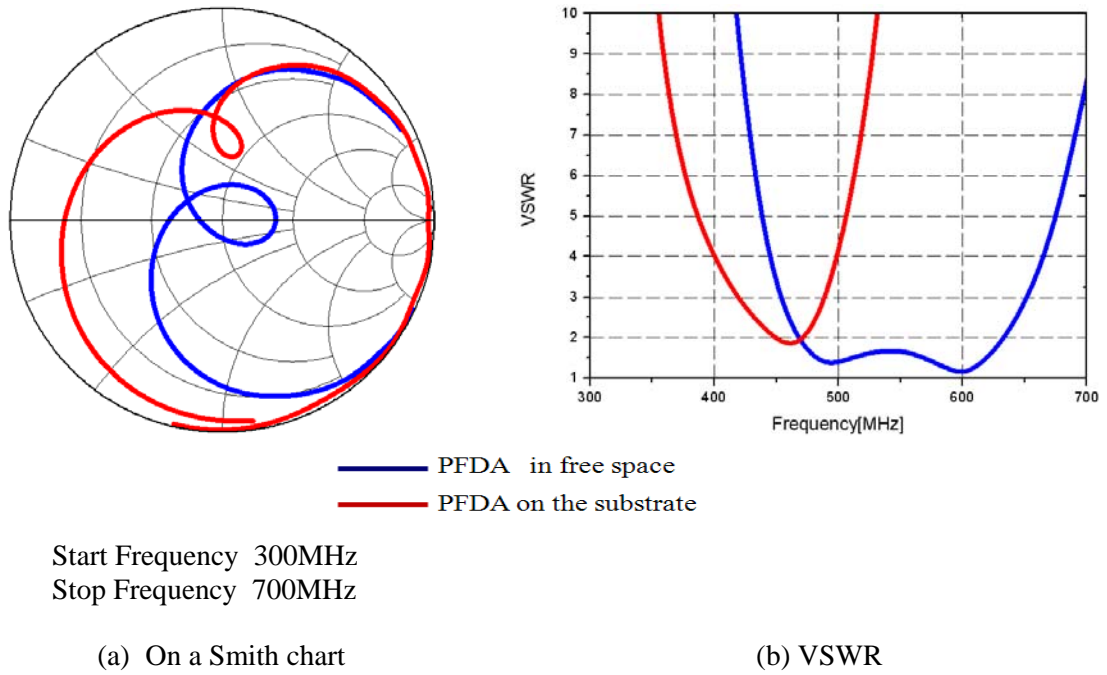 10
9
8
7
6
5
4
3
2
1
VSWR
300 400 500 600 700
Frequency[MHz]
PFDA in free space
PFDA on the substrate
Start Frequency 300MHz
Stop Frequency 700MHz
(a) On a Smith chart
(b) VSWR